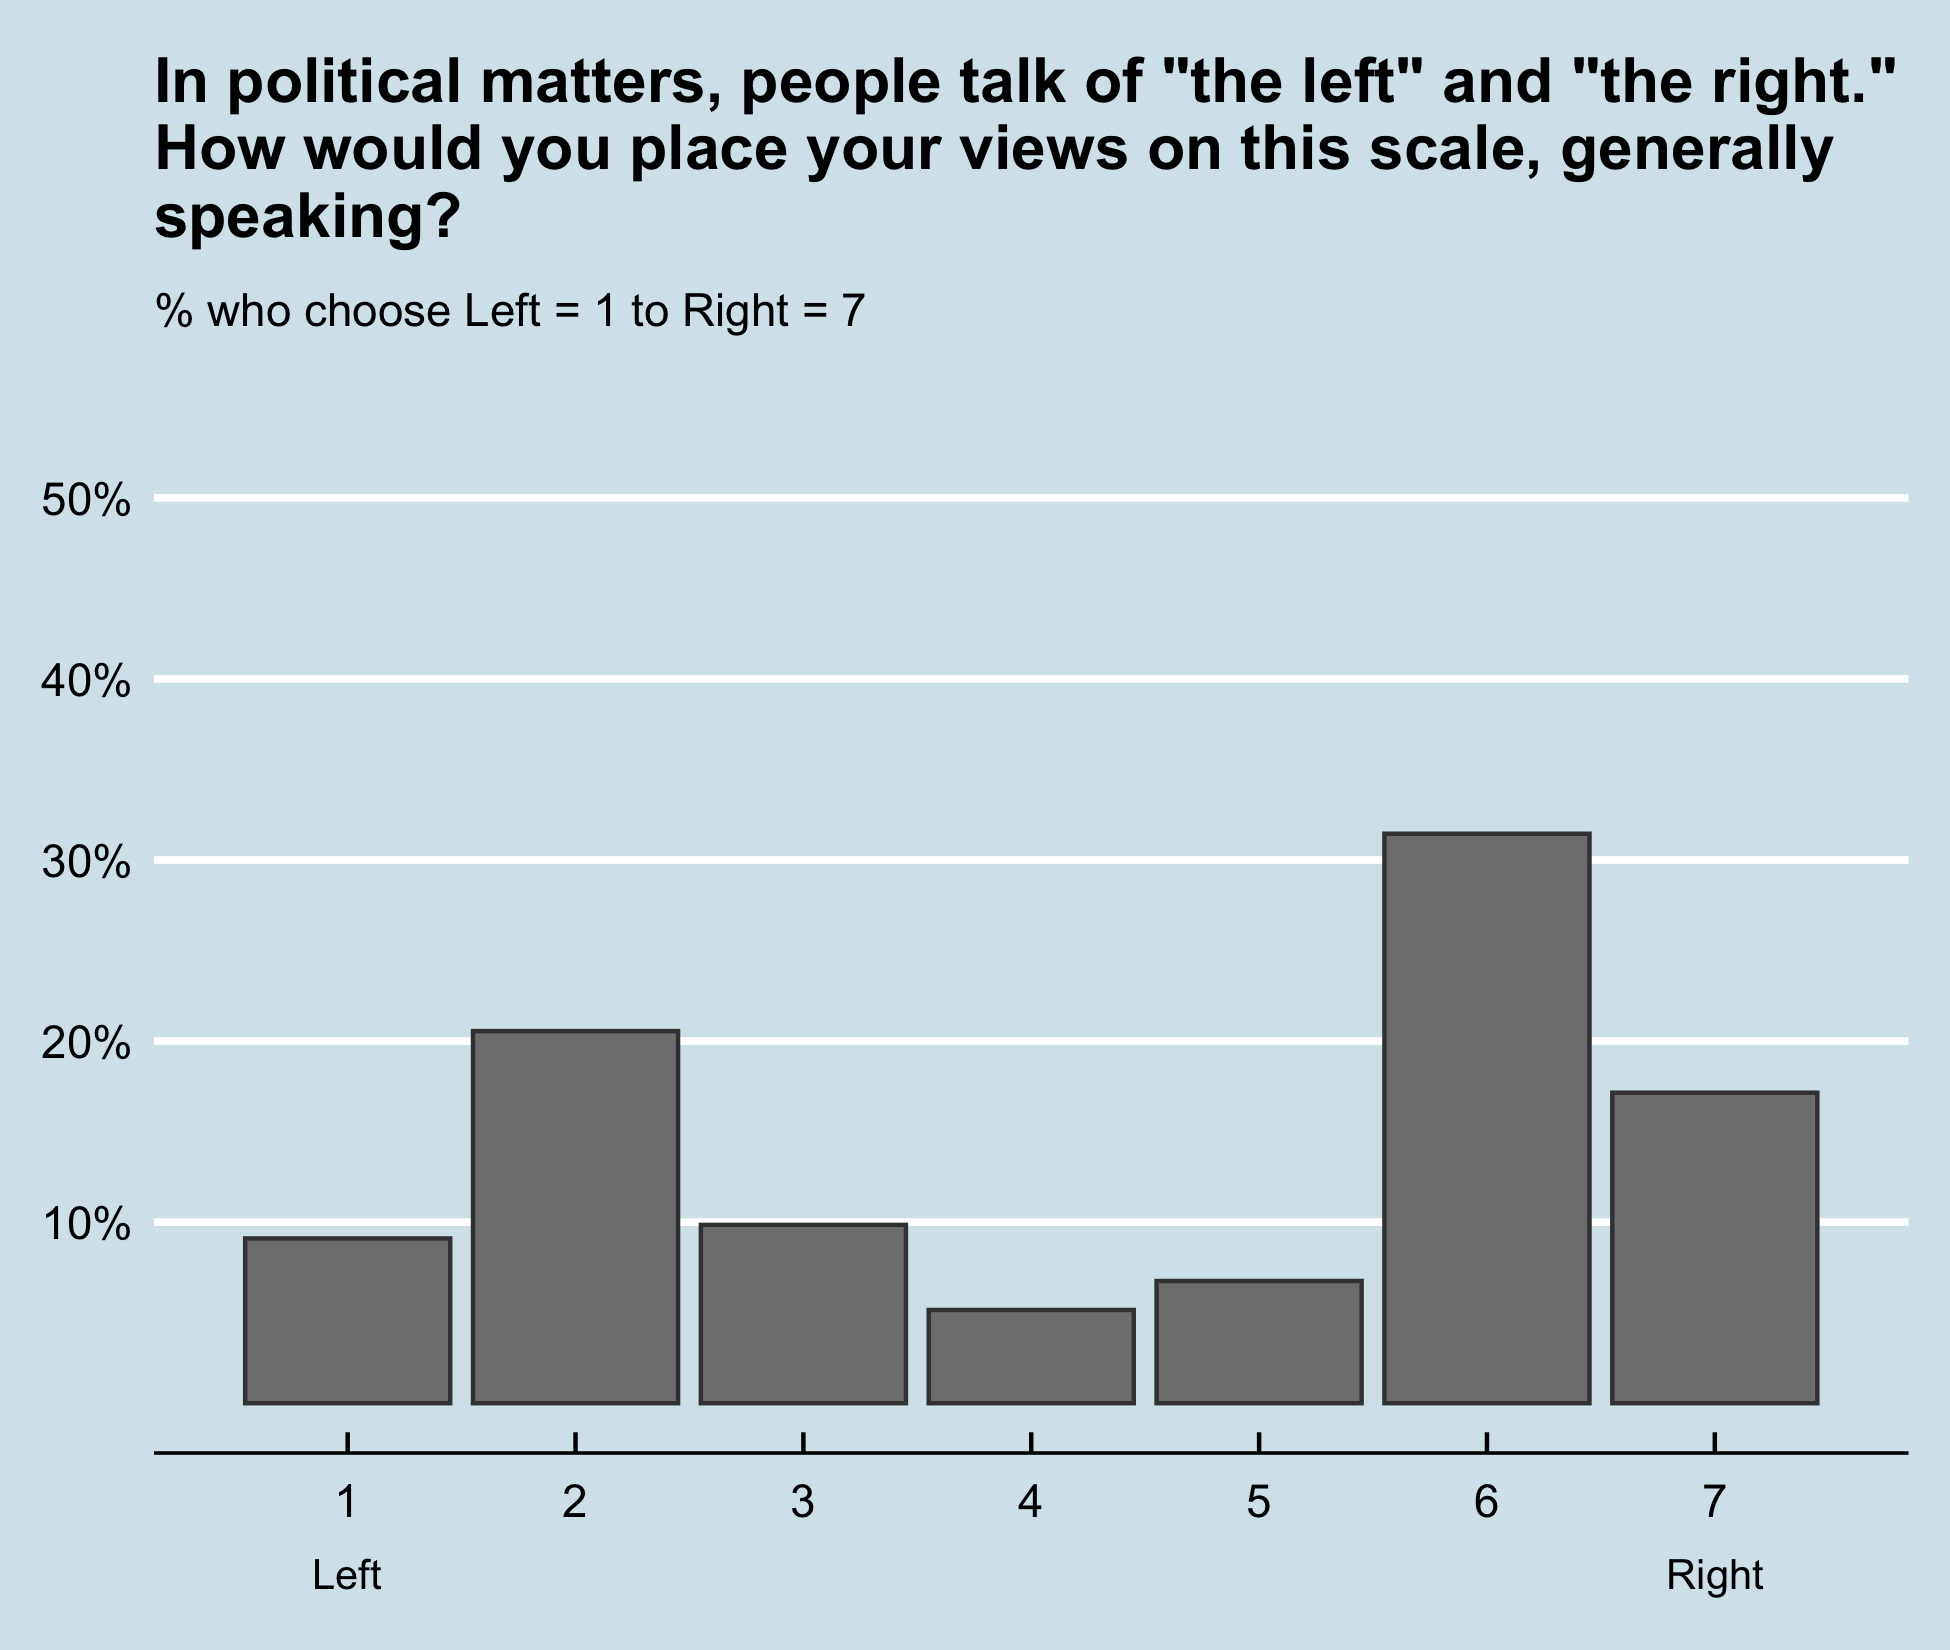 In political matters, people talk of "the left" and "the right."
How would you place your views on this scale, generally
speaking?
% who choose Left = 1 to Right = 7
50%
40%
30%
20%
10%
1 2 3 4 5 6 7
Left Right